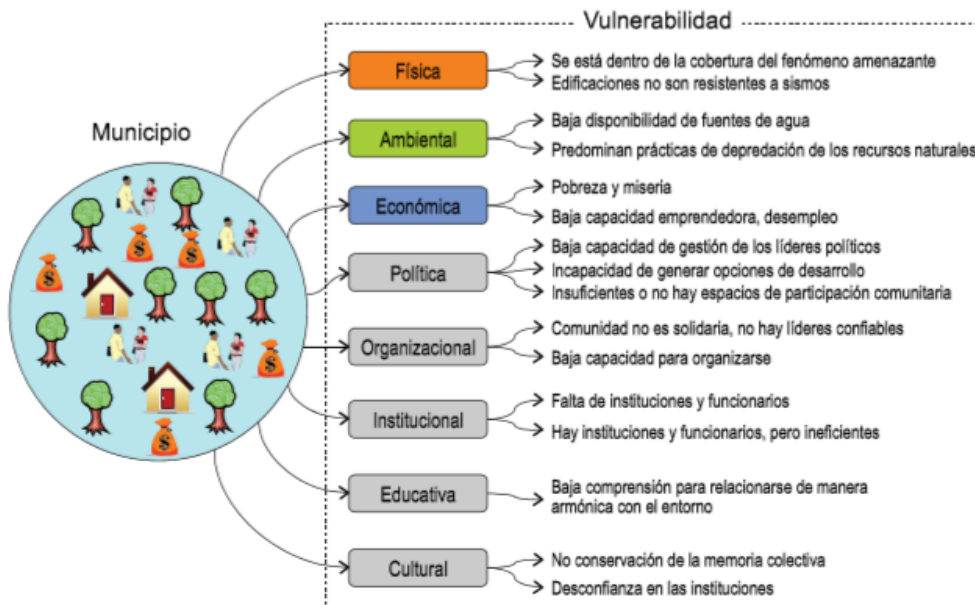 Vulnerabilidad
Municipio
$
$
$
$
$
Física
Se está dentro de la cobertura del fenómeno amenazante
Edificaciones no son resistentes a sismos
Ambiental
Baja disponibilidad de fuentes de agua
Predominan prácticas de depredación de los recursos naturales
Económica
Pobreza y miseria
Baja capacidad emprendedora, desempleo
Política
Baja capacidad de gestión de los líderes políticos
Incapacidad de generar opciones de desarrollo
Insuficientes o no hay espacios de participación comunitaria
Organizacional
Comunidad no es solidaria, no hay líderes confiables
Baja capacidad para organizarse
Institucional
Falta de instituciones y funcionarios
Hay instituciones y funcionarios, pero ineficientes
Educativa
Baja comprensión para relacionarse de manera
armónica con el entorno
Cultural
No conservación de la memoria colectiva
Desconfianza en las instituciones